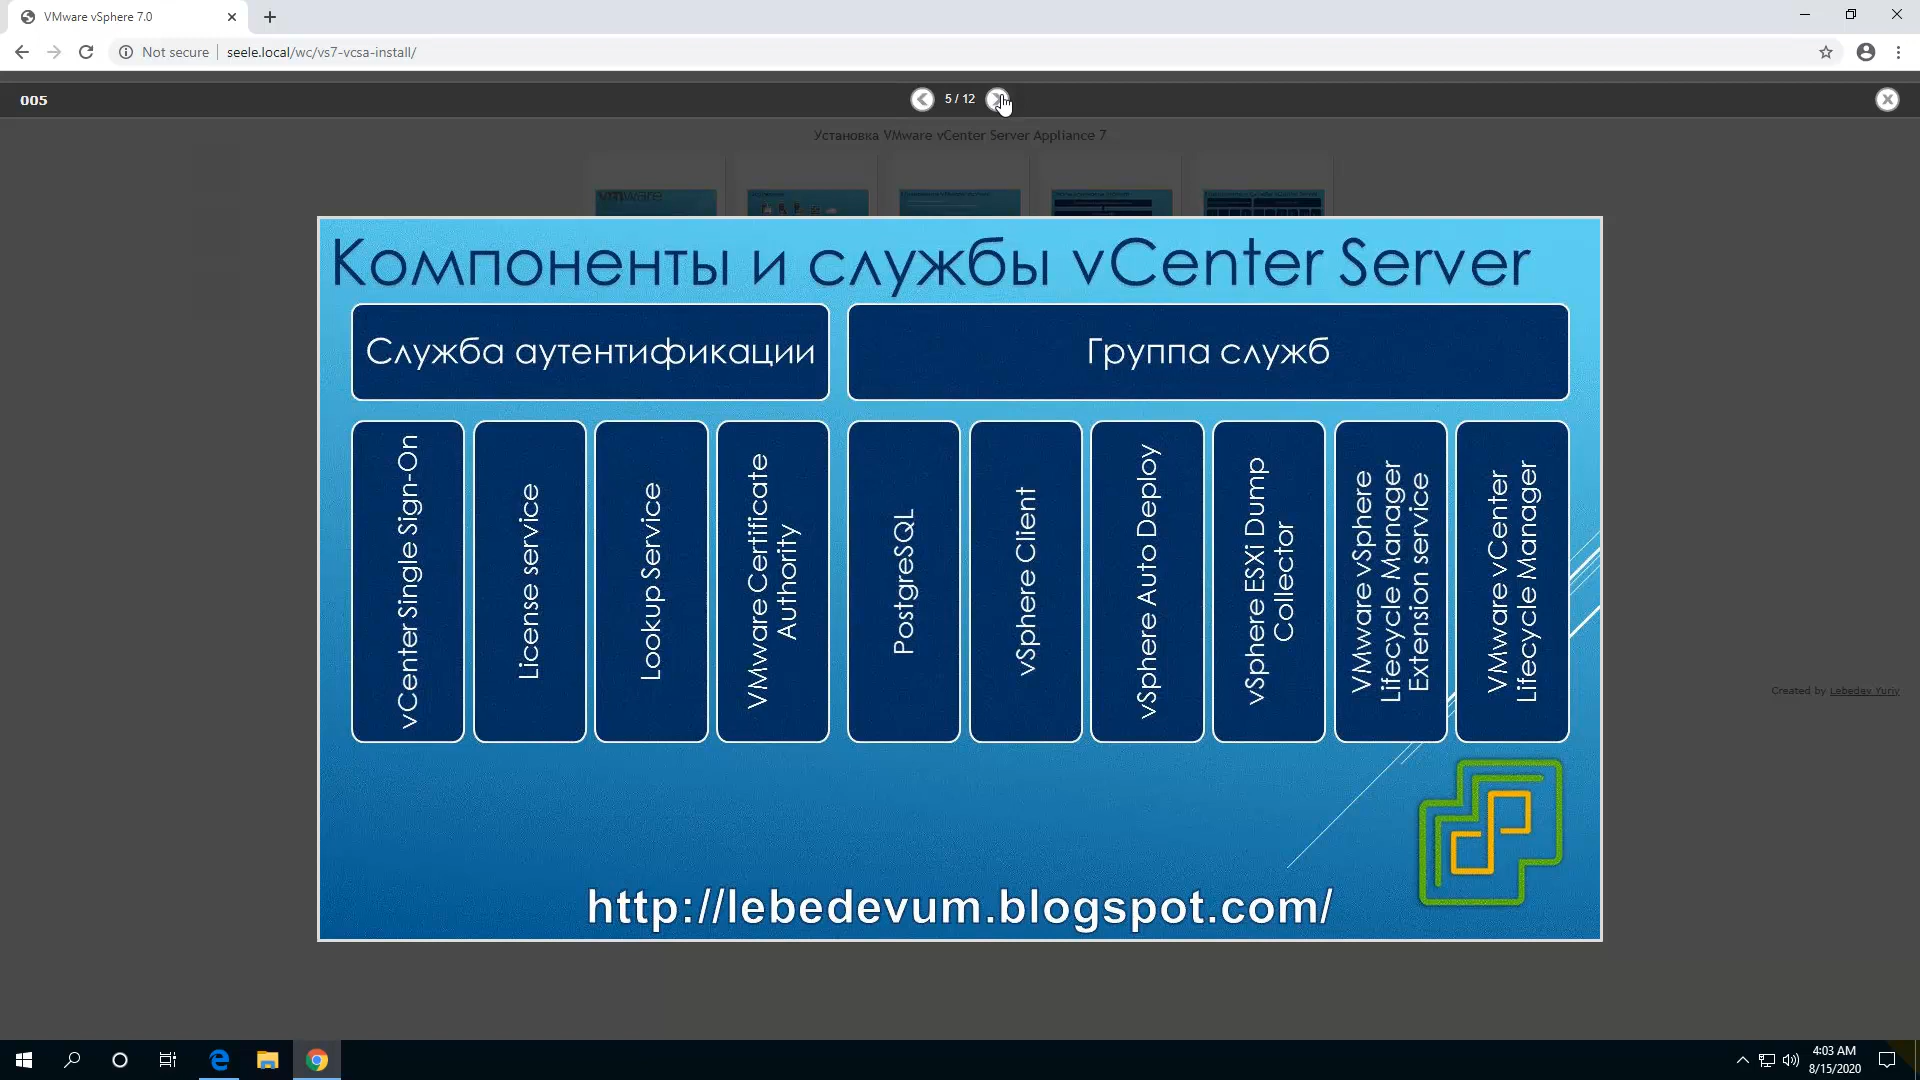 VMware vSphere 7.0
Not secure
seele.local/wc/vs7-vcsa-install/
005
5 / 12
Установка VMware vCenter Server Appliance 7
vmware
Компоненты и службы vCenter Server
Служба аутентификации
Группа служб
vCenter Single Sign-On
License service
Lookup Service
VMware Certificate
Authority
PostgreSQL
vSphere Client
vSphere Auto Deploy
vSphere ESXi Dump
Collector
VMware vSphere
Lifecycle Manager
Extension service
VMware vCenter
Lifecycle Manager
Created by Lebedev Yuriy
http://lebedevum.blogspot.com/
4:03 AM
8/15/2020